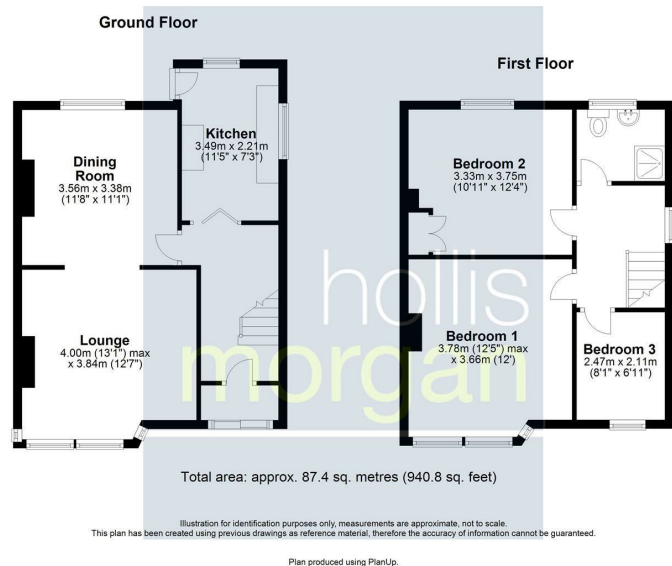 Ground Floor
First Floor
Kitchen
3.49m x 2.21m
(11'5" x 7'3")
Dining
Room
3.56m x 3.38m
(11'8" x 11'1")
Bedroom 2
3.33m x 3.75m
(10'11" x 12'4")
hollis
morgan
Lounge
4.00m (13'1") max
x 3.84m (12'7")
Bedroom 1
3.78m (12'5") max
x 3.66m (12')
Bedroom 3
2.47m x 2.11m
(8'1" x 6'11")
Total area: approx. 87.4 sq. metres (940.8 sq. feet)
Illustration for identification purposes only, measurements are approximate, not to scale.
This plan has been created using previous drawings as reference material, therefore the accuracy of information cannot be guaranteed.
Plan produced using PlanUp.